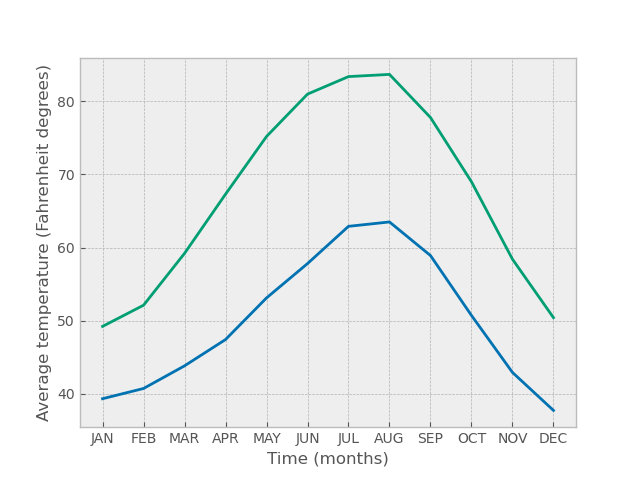 Average temperature (Fahrenheit degrees)
80
70
60
50
40
JAN FEB MAR APR MAY JUN JUL AUG SEP OCT NOV DEC
Time (months)